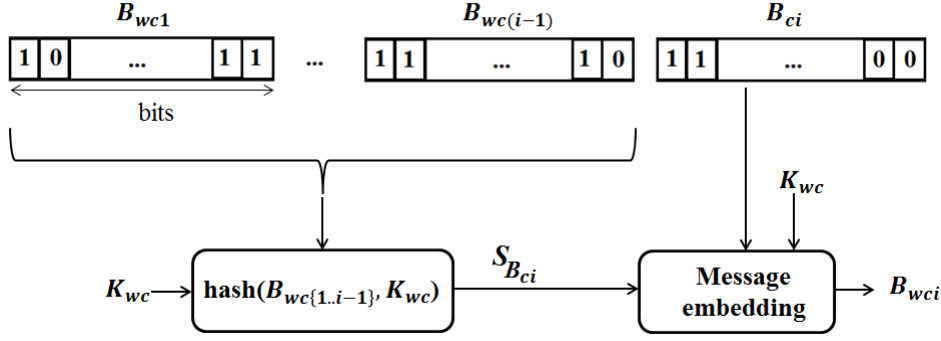 B_wc1 B_wc(i−1) B_ci
1 0 ... 1 1 ... 1 1 ... 1 0 1 1 ... 0 0
bits
K_wc
K_wc hash(B_wc{1..i−1}, K_wc) S_B_ci Message embedding B_wci